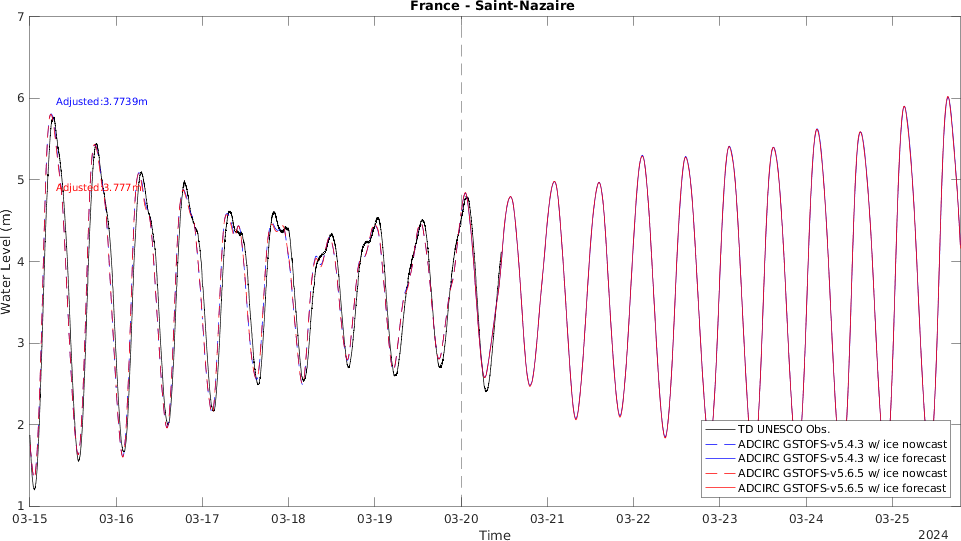 France - Saint-Nazaire
7
6
5
4
3
2
1
Water Level (m)
Adjusted:3.7739m
Adjusted:3.777m
TD UNESCO Obs.
ADCIRC GSTOFS-v5.4.3 w/ ice nowcast
ADCIRC GSTOFS-v5.4.3 w/ ice forecast
ADCIRC GSTOFS-v5.6.5 w/ ice nowcast
ADCIRC GSTOFS-v5.6.5 w/ ice forecast
03-15 03-16 03-17 03-18 03-19 03-20 03-21 03-22 03-23 03-24 03-25
Time
2024